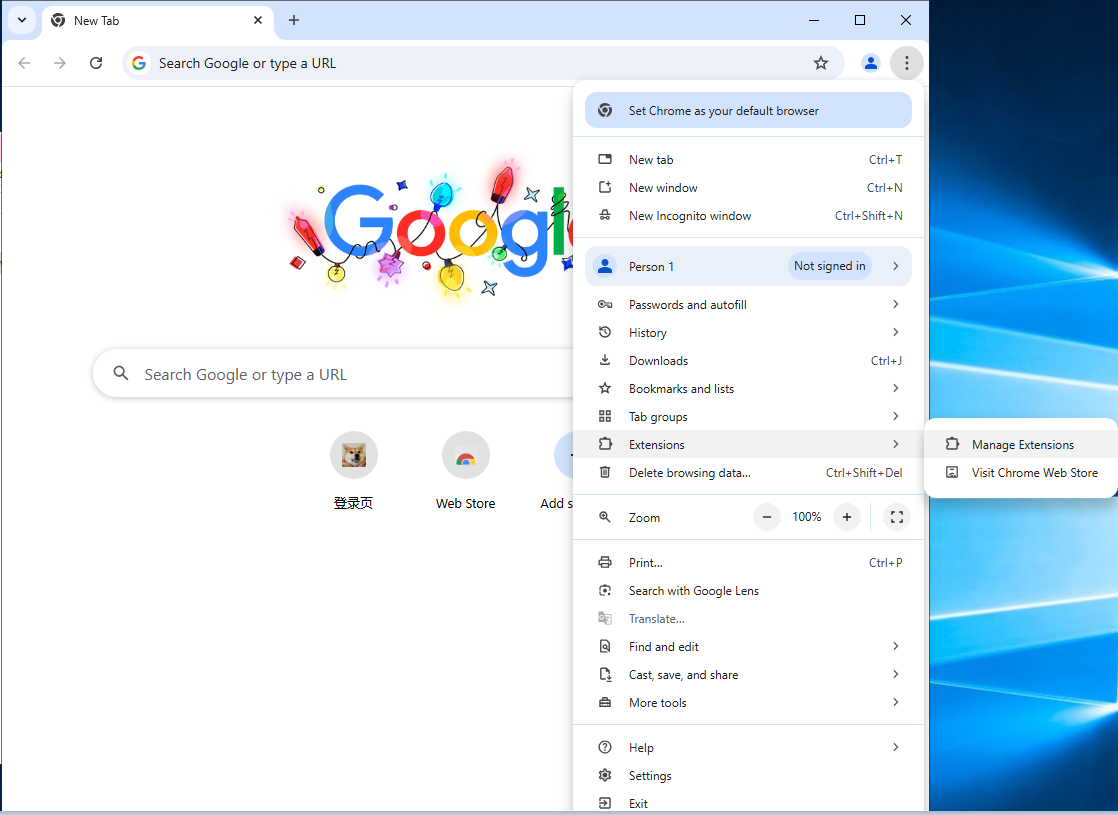 New Tab
Search Google or type a URL
Set Chrome as your default browser
New tab Ctrl+T
New window Ctrl+N
New Incognito window Ctrl+Shift+N
Google
Person 1 Not signed in
Passwords and autofill
History
Downloads Ctrl+J
Search Google or type a URL
Bookmarks and lists
Tab groups
Extensions
Manage Extensions
Delete browsing data... Ctrl+Shift+Del
Visit Chrome Web Store
登录页
Web Store
Add s
Zoom 100%
Print... Ctrl+P
Search with Google Lens
Translate...
Find and edit
Cast, save, and share
More tools
Help
Settings
Exit